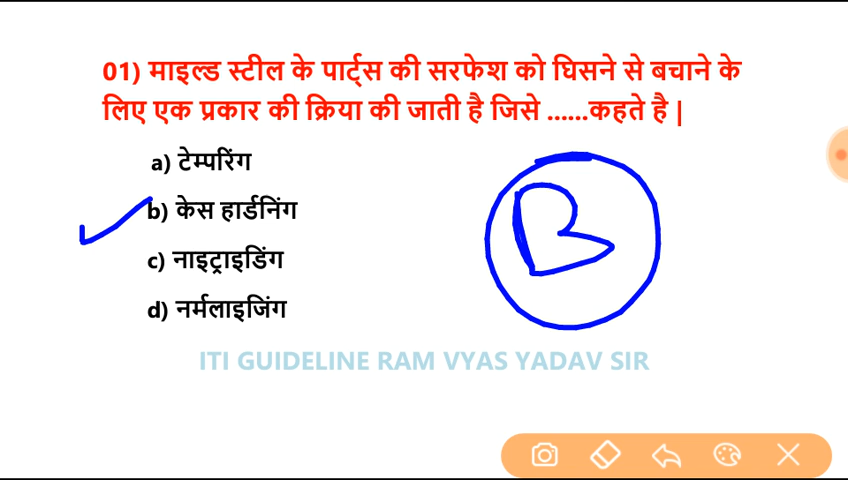 01) माइल्ड स्टील के पार्ट्स की सरफेश को घिसने से बचाने के
लिए एक प्रकार की क्रिया की जाती है जिसे ......कहते है |
a) टेम्परिंग
b) केस हार्डनिंग
c) नाइट्राइडिंग
d) नर्मलाइजिंग
B
ITI GUIDELINE RAM VYAS YADAV SIR